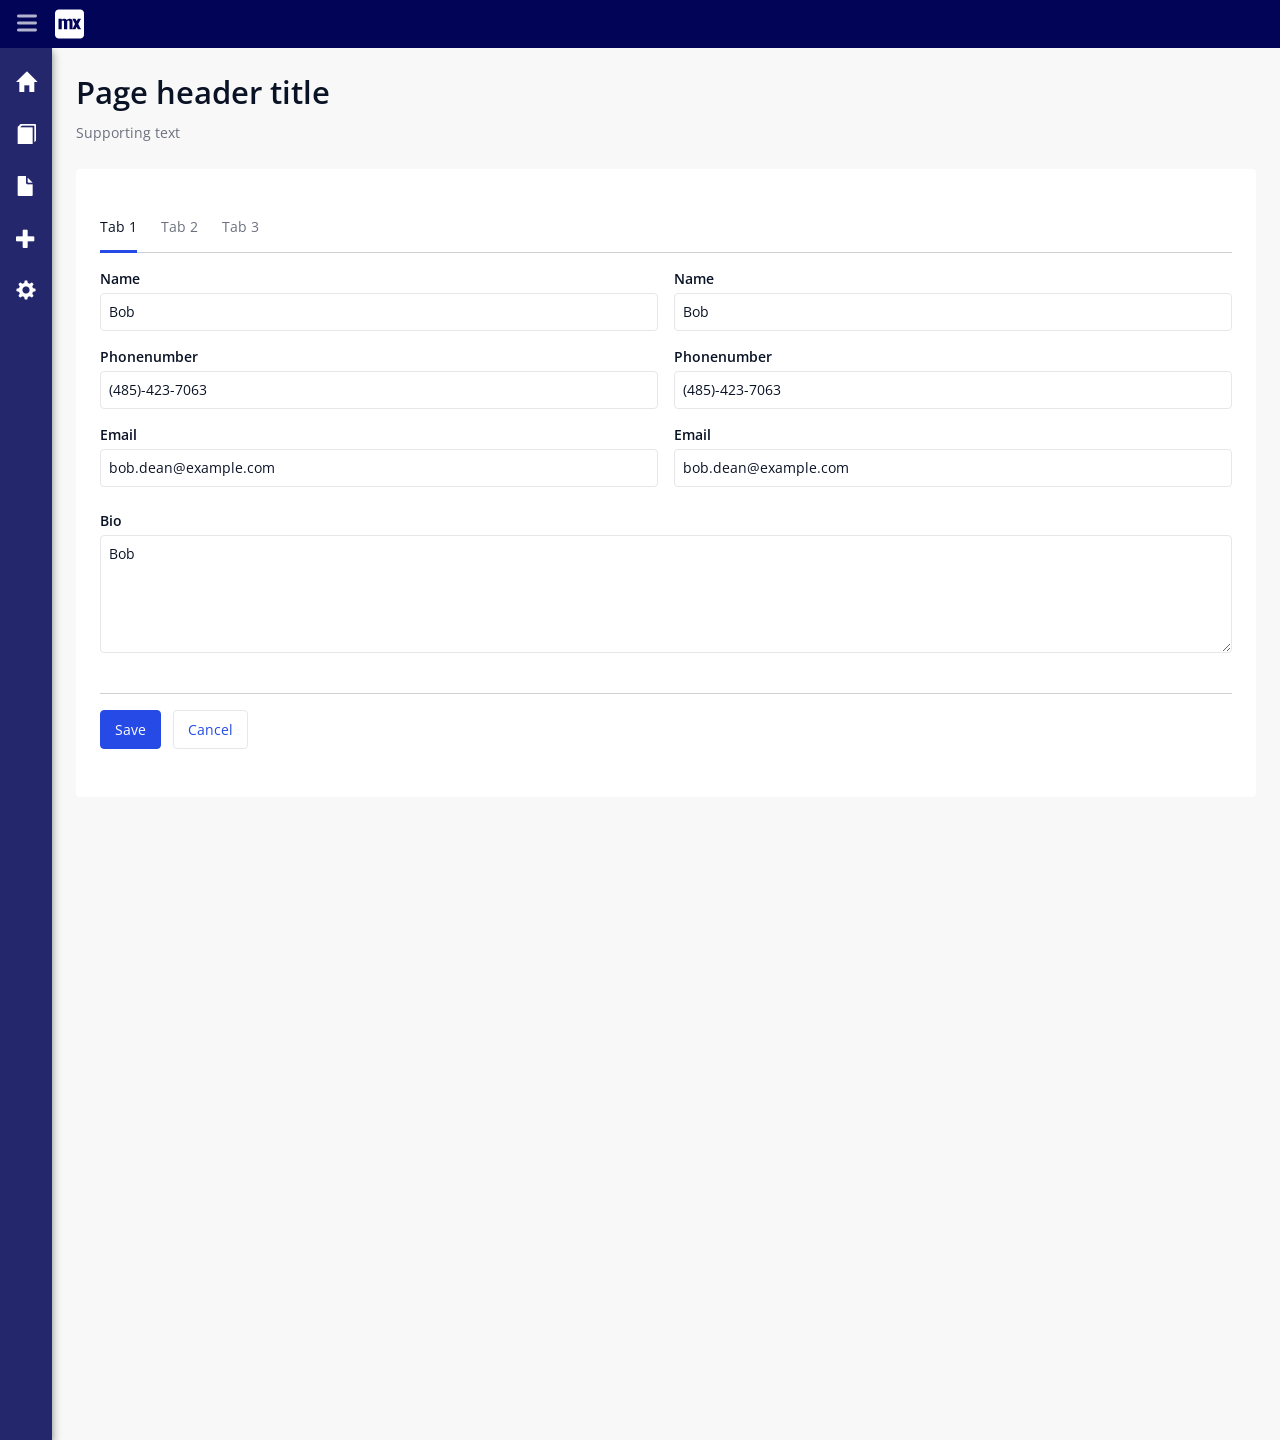 mx
Page header title
Supporting text
Tab 1 Tab 2 Tab 3
Name Name
Bob Bob
Phonenumber Phonenumber
(485)-423-7063 (485)-423-7063
Email Email
bob.dean@example.com bob.dean@example.com
Bio
Bob
Save Cancel